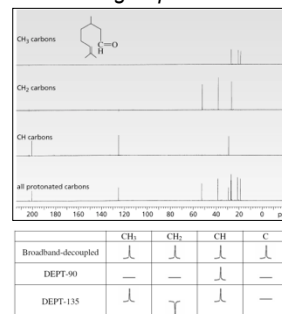 CH₃ carbons
C=O
H
CH₂ carbons
CH carbons
all protonated carbons
200 180 160 140 120 100 80 60 40 20 0
CH₃ CH₂ CH C
Broadband-decoupled
DEPT-90 — — —
DEPT-135 —